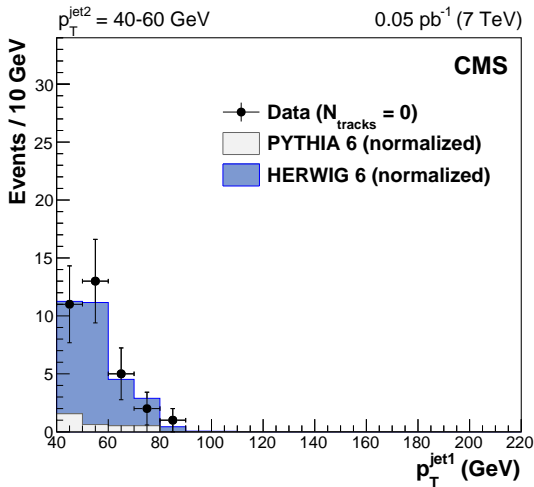 p_T^jet2 = 40-60 GeV
0.05 pb⁻¹ (7 TeV)
CMS
Data (N_tracks = 0)
PYTHIA 6 (normalized)
HERWIG 6 (normalized)
Events / 10 GeV
30
25
20
15
10
5
0
40 60 80 100 120 140 160 180 200 220
p_T^jet1 (GeV)